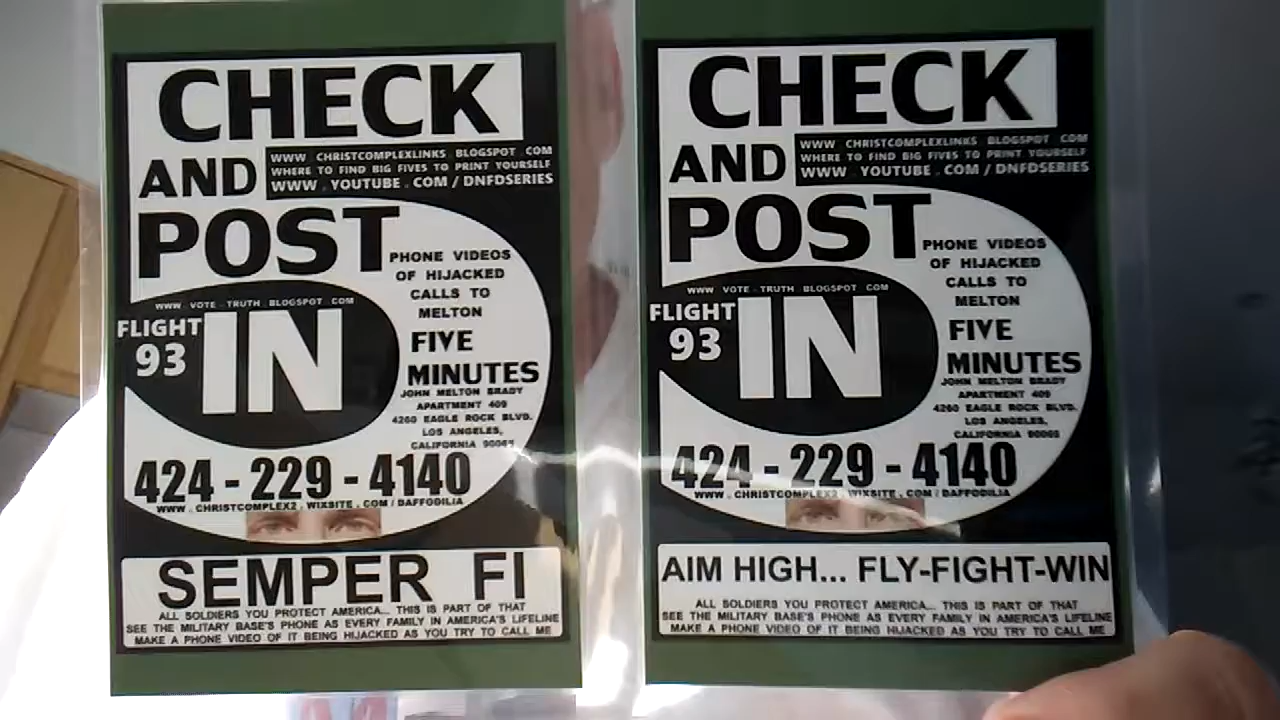 CHECK
AND
WWW . CHRISTCOMPLEXLINKS . BLOGSPOT . COM
WHERE TO FIND BIG FIVES TO PRINT YOURSELF
WWW . YOUTUBE . COM / DNFDSERIES
POST
PHONE VIDEOS
OF HIJACKED
CALLS TO
MELTON
WWW . VOTE - TRUTH . BLOGSPOT . COM
FLIGHT
93
IN
FIVE
MINUTES
JOHN MELTON BRADY
APARTMENT 409
4260 EAGLE ROCK BLVD.
LOS ANGELES,
CALIFORNIA
424 - 229 - 4140
WWW . CHRISTCOMPLEX2 . WIXSITE . COM / DAFFODILIA
SEMPER FI
ALL SOLDIERS YOU PROTECT AMERICA... THIS IS PART OF THAT
SEE THE MILITARY BASE'S PHONE AS EVERY FAMILY IN AMERICA'S LIFELINE
MAKE A PHONE VIDEO OF IT BEING HIJACKED AS YOU TRY TO CALL ME
CHECK
AND
WWW . CHRISTCOMPLEXLINKS . BLOGSPOT . COM
WHERE TO FIND BIG FIVES TO PRINT YOURSELF
WWW . YOUTUBE . COM / DNFDSERIES
POST
PHONE VIDEOS
OF HIJACKED
CALLS TO
MELTON
WWW . VOTE - TRUTH . BLOGSPOT . COM
FLIGHT
93
IN
FIVE
MINUTES
JOHN MELTON BRADY
APARTMENT 409
4260 EAGLE ROCK BLVD.
LOS ANGELES,
CALIFORNIA
424 - 229 - 4140
WWW . CHRISTCOMPLEX2 . WIXSITE . COM / DAFFODILIA
AIM HIGH... FLY-FIGHT-WIN
ALL SOLDIERS YOU PROTECT AMERICA... THIS IS PART OF THAT
SEE THE MILITARY BASE'S PHONE AS EVERY FAMILY IN AMERICA'S LIFELINE
MAKE A PHONE VIDEO OF IT BEING HIJACKED AS YOU TRY TO CALL ME